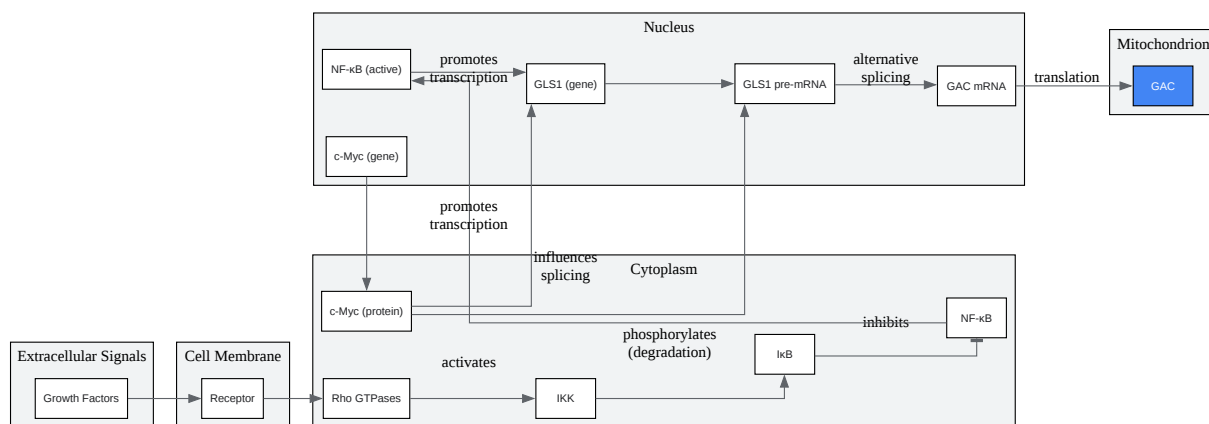 Nucleus
Mitochondrion
promotes
transcription
alternative
splicing
translation
NF-κB (active)
GLS1 (gene)
GLS1 pre-mRNA
GAC mRNA
GAC
c-Myc (gene)
promotes
transcription
influences
splicing
Cytoplasm
c-Myc (protein)
phosphorylates
(degradation)
inhibits
NF-κB
Extracellular Signals
Cell Membrane
activates
IκB
Growth Factors
Receptor
Rho GTPases
IKK